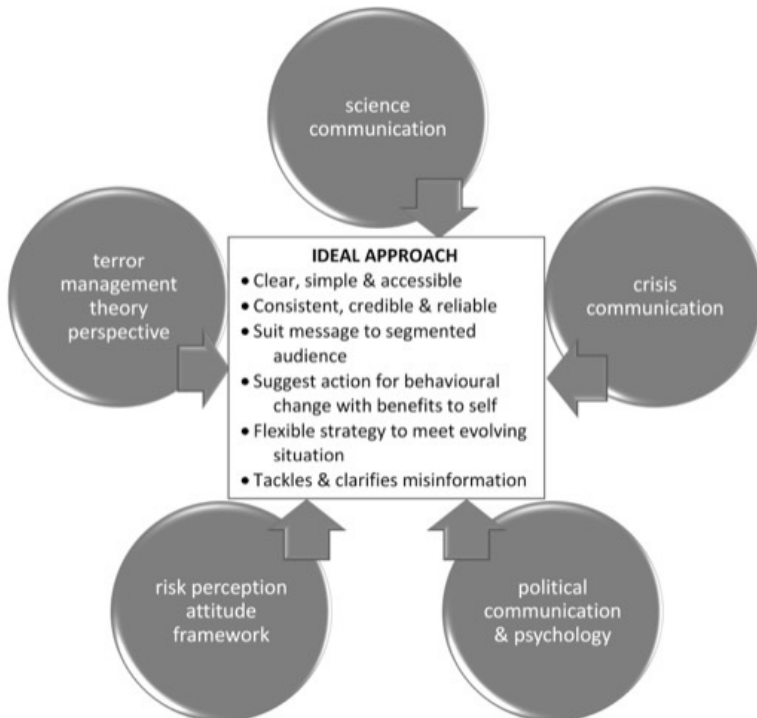 science
communication
terror
management
theory
perspective
IDEAL APPROACH
• Clear, simple & accessible
• Consistent, credible & reliable
• Suit message to segmented
audience
• Suggest action for behavioural
change with benefits to self
• Flexible strategy to meet evolving
situation
• Tackles & clarifies misinformation
crisis
communication
risk perception
attitude
framework
political
communication
& psychology